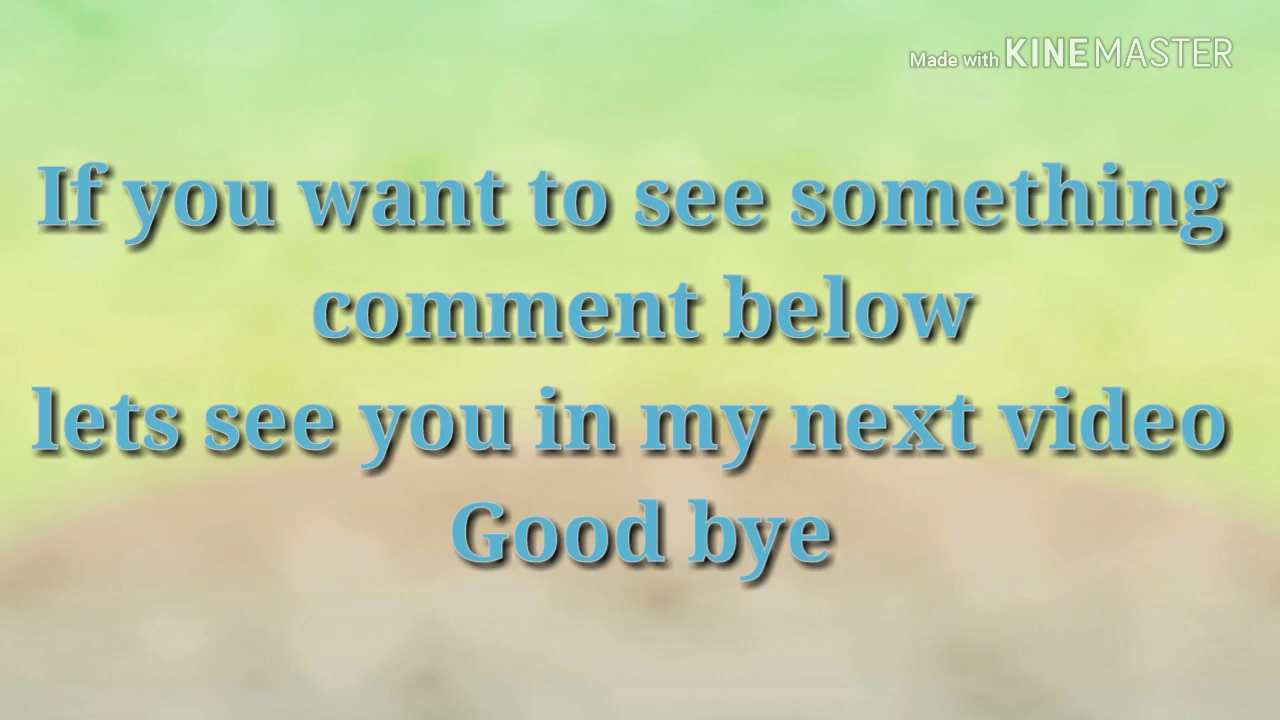 Made with KINEMASTER
If you want to see something
comment below
lets see you in my next video
Good bye